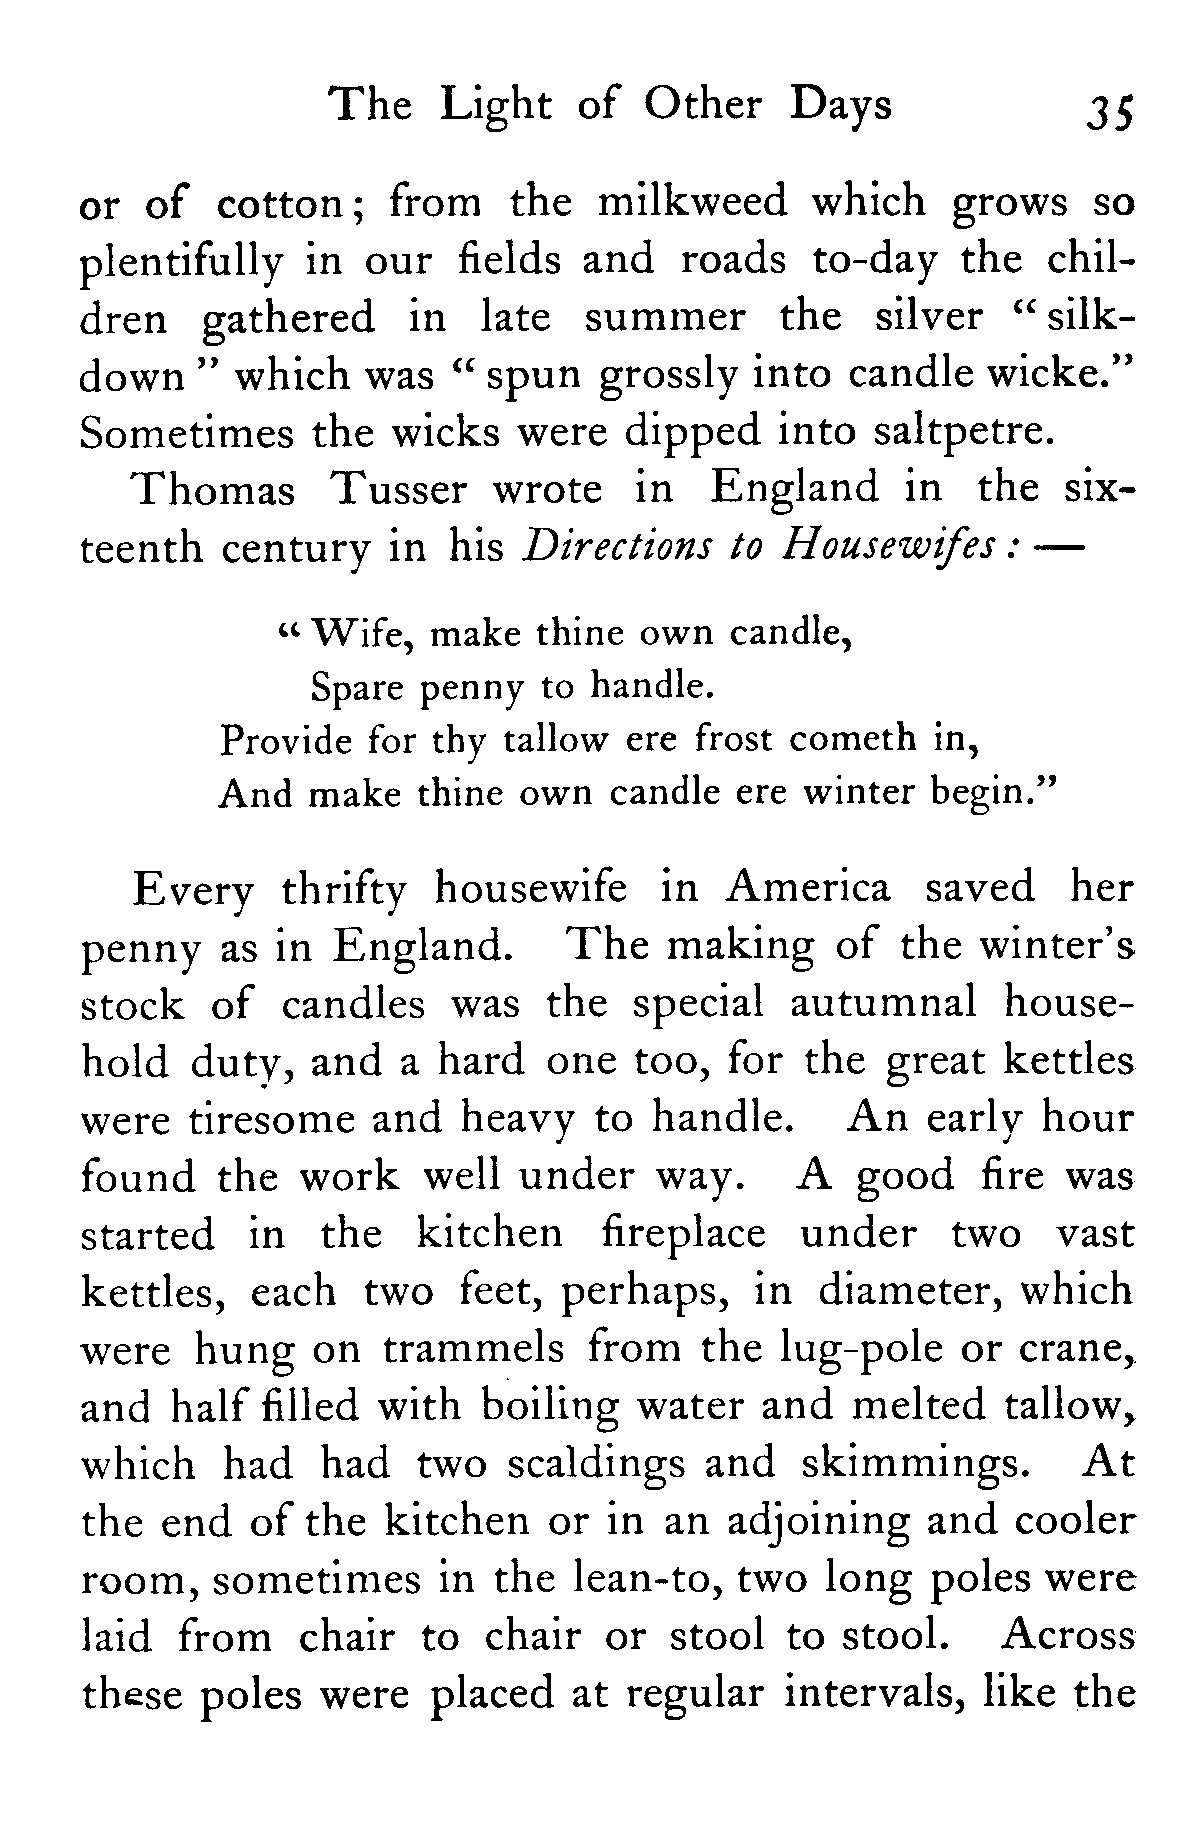 The Light of Other Days 35
or of cotton; from the milkweed which grows so
plentifully in our fields and roads to-day the chil-
dren gathered in late summer the silver “silk-
down” which was “spun grossly into candle wicke.”
Sometimes the wicks were dipped into saltpetre.
Thomas Tusser wrote in England in the six-
teenth century in his Directions to Housewifes: —
“Wife, make thine own candle,
Spare penny to handle.
Provide for thy tallow ere frost cometh in,
And make thine own candle ere winter begin.”
Every thrifty housewife in America saved her
penny as in England. The making of the winter’s
stock of candles was the special autumnal house-
hold duty, and a hard one too, for the great kettles
were tiresome and heavy to handle. An early hour
found the work well under way. A good fire was
started in the kitchen fireplace under two vast
kettles, each two feet, perhaps, in diameter, which
were hung on trammels from the lug-pole or crane,
and half filled with boiling water and melted tallow,
which had had two scaldings and skimmings. At
the end of the kitchen or in an adjoining and cooler
room, sometimes in the lean-to, two long poles were
laid from chair to chair or stool to stool. Across
these poles were placed at regular intervals, like the